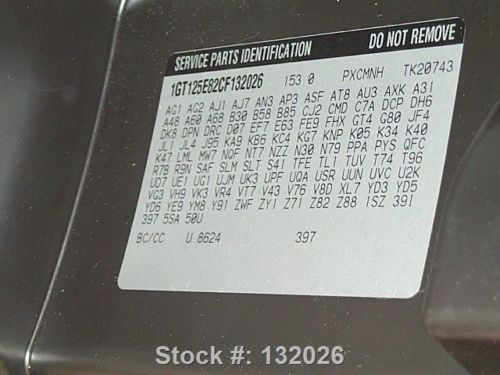 SERVICE PARTS IDENTIFICATION DO NOT REMOVE
1GT125E82CF132026 153.0 PXCMNH TK20743
AG1 AG2 AJ1 AJ7 AN3 AP3 ASF AT8 AU3 AXK A31
A48 A60 A68 B30 B58 B85 CJ2 CMD C7A DCP DH6
DK8 DPN DRC D07 EF7 E63 FE9 FHX GT4 G80 JF4
JL1 JL4 J95 KA9 KB6 KC4 KG7 KNP K05 K34 K40
K47 LML MW7 NQF NT7 NZZ N30 N79 PPA PYS QFC
R7B R9N SAF SLM SLT S41 TFE TL1 TUV T74 T96
UD7 UE1 UG1 UJM UK3 UPF UQA USR UUN UVC U2K
VG3 VH9 VK3 VR4 VT7 V43 V76 V8D XL7 YD3 YD5
YD6 YE9 YM8 Y91 ZWF ZY1 Z71 Z82 Z88 1SZ 39I
397 5SA 50U
BC/CC U 8624 397
Stock #: 132026